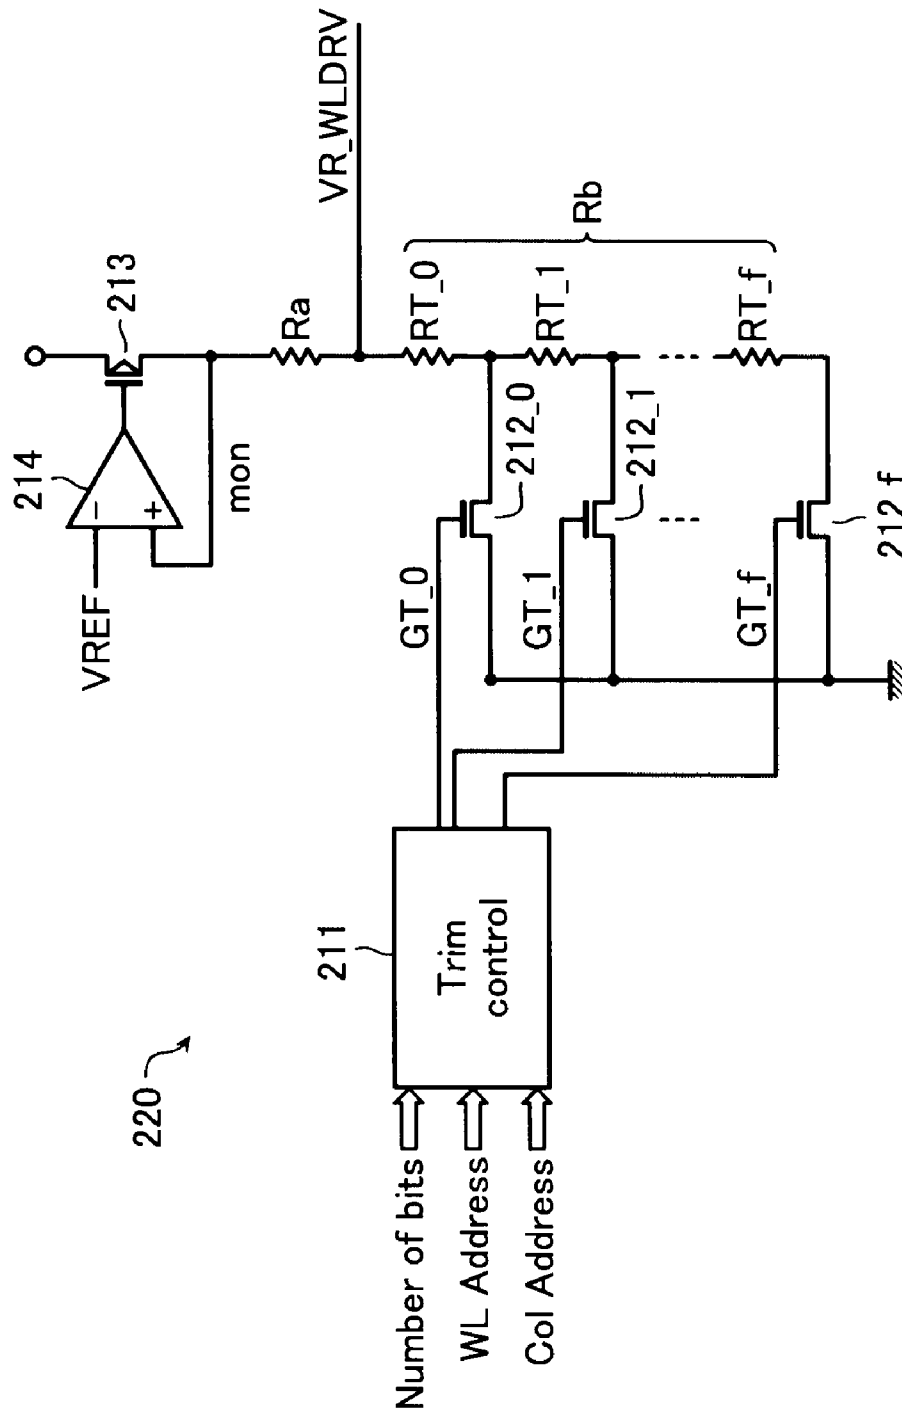 220
Number of bits
WL Address
Col Address
211
Trim control
VREF
214
−
+
mon
213
Ra
VR_WLDRV
GT_0
GT_1
GT_f
212_0
212_1
212_f
RT_0
RT_1
RT_f
Rb